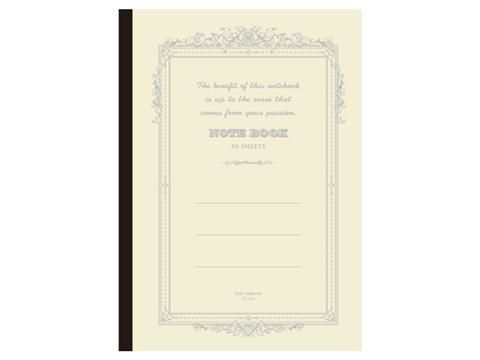 The benefit of this notebook
is up to the sense that
comes from your passion.
NOTE BOOK
30 SHEETS
PLAIN